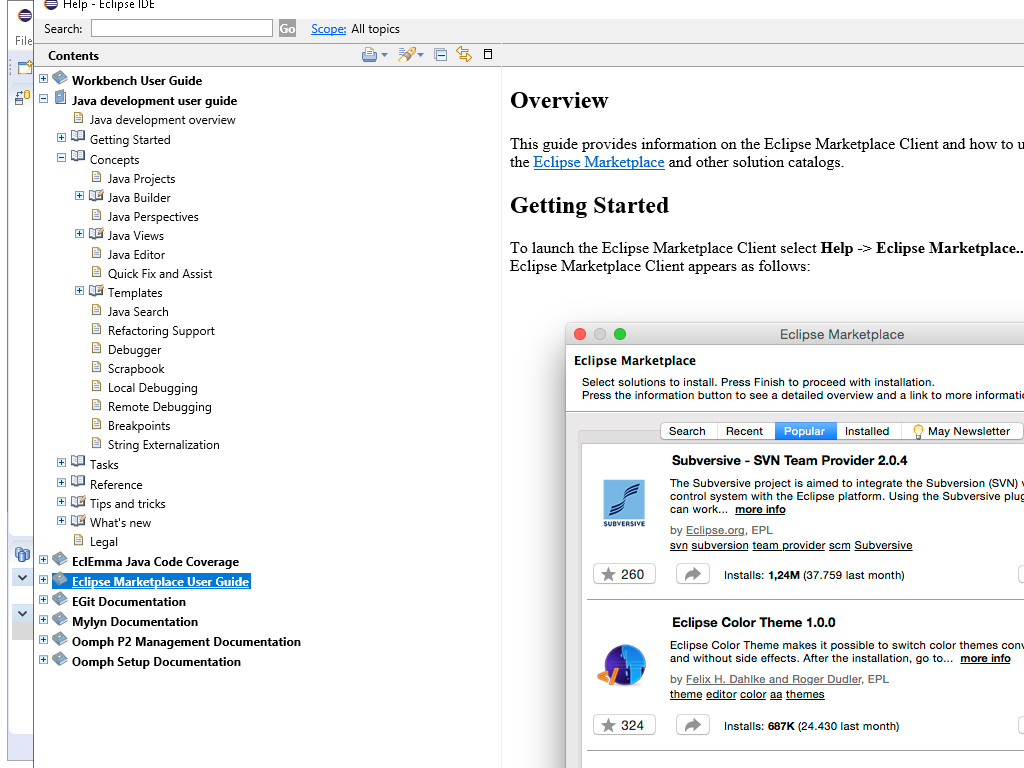 Help - Eclipse IDE
File
Search:
Go
Scope: All topics
Contents
Workbench User Guide
Java development user guide
Java development overview
Getting Started
Concepts
Java Projects
Java Builder
Java Perspectives
Java Views
Java Editor
Quick Fix and Assist
Templates
Java Search
Refactoring Support
Debugger
Scrapbook
Local Debugging
Remote Debugging
Breakpoints
String Externalization
Tasks
Reference
Tips and tricks
What's new
Legal
EclEmma Java Code Coverage
Eclipse Marketplace User Guide
EGit Documentation
Mylyn Documentation
Oomph P2 Management Documentation
Oomph Setup Documentation
Overview
This guide provides information on the Eclipse Marketplace Client and how to
the Eclipse Marketplace and other solution catalogs.
Getting Started
To launch the Eclipse Marketplace Client select Help -> Eclipse Marketplace..
Eclipse Marketplace Client appears as follows:
Eclipse Marketplace
Eclipse Marketplace
Select solutions to install. Press Finish to proceed with installation.
Press the information button to see a detailed overview and a link to more
Search Recent Popular Installed May Newsletter
Subversive - SVN Team Provider 2.0.4
The Subversive project is aimed to integrate the Subversion (SVN)
control system with the Eclipse platform. Using the Subversive
can work... more info
SUBVERSIVE
by Eclipse.org, EPL
svn subversion team provider scm Subversive
260
Installs: 1,24M (37.759 last month)
Eclipse Color Theme 1.0.0
Eclipse Color Theme makes it possible to switch color themes
and without side effects. After the installation, go to... more info
by Felix H. Dahlke and Roger Dudler, EPL
theme editor color aa themes
324
Installs: 687K (24.430 last month)